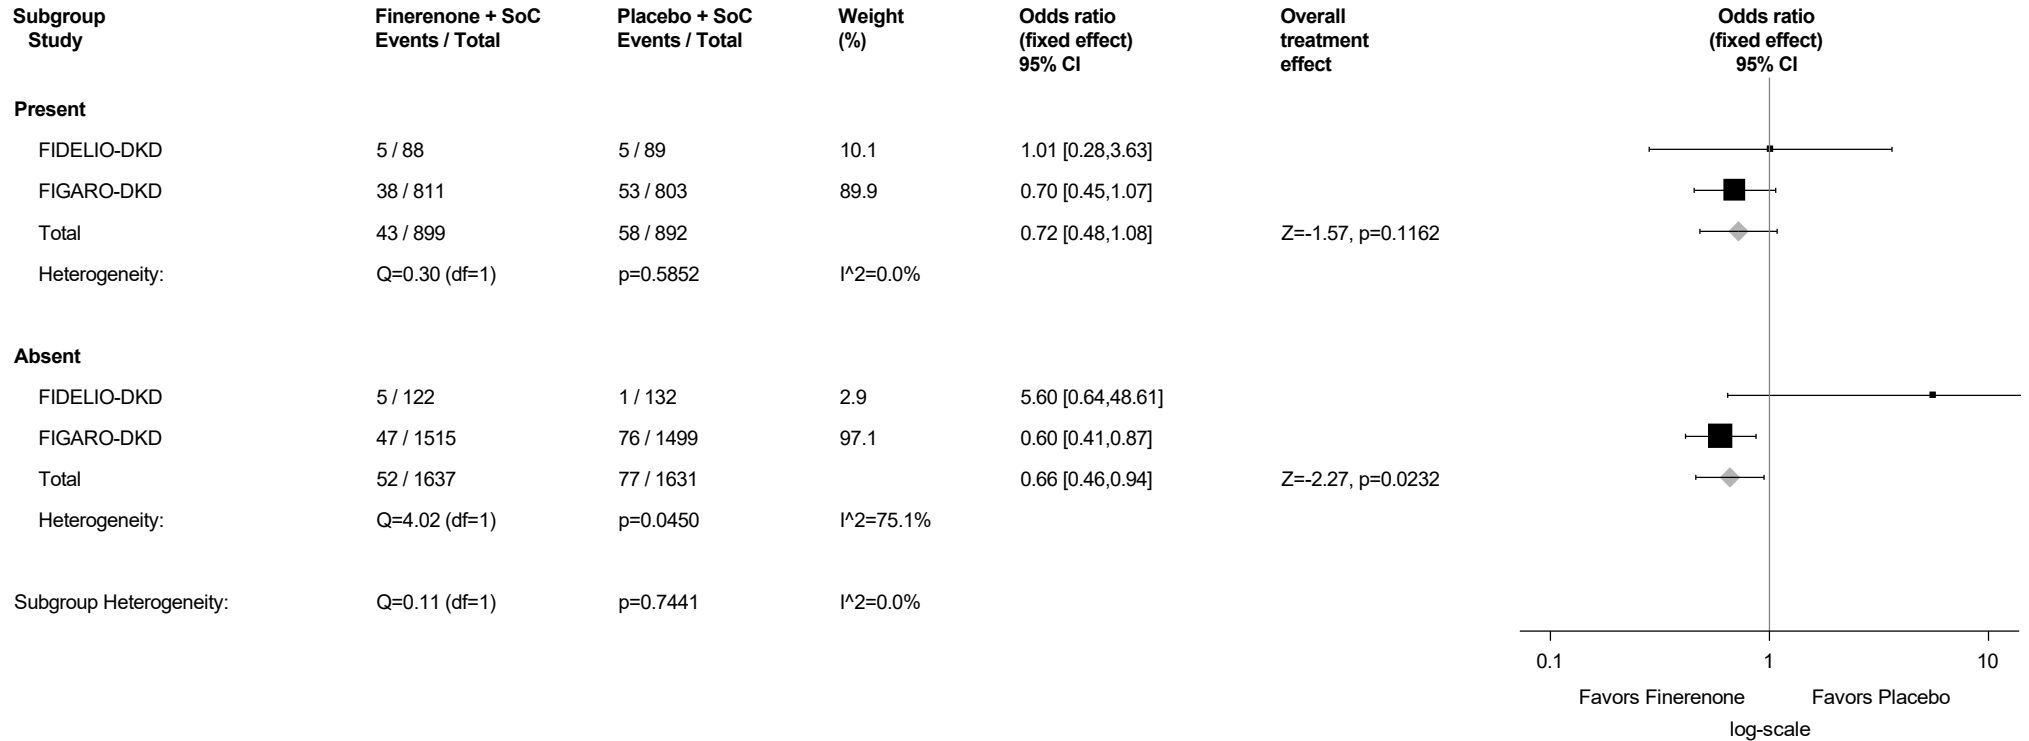 Subgroup Finerenone + SoC Placebo + SoC Weight Odds ratio Overall Odds ratio
Study Events / Total Events / Total (%) (fixed effect) treatment (fixed effect)
95% CI effect 95% CI
Present
FIDELIO-DKD 5 / 88 5 / 89 10.1 1.01 [0.28,3.63]
FIGARO-DKD 38 / 811 53 / 803 89.9 0.70 [0.45,1.07]
Total 43 / 899 58 / 892 0.72 [0.48,1.08] Z=-1.57, p=0.1162
Heterogeneity: Q=0.30 (df=1) p=0.5852 I^2=0.0%
Absent
FIDELIO-DKD 5 / 122 1 / 132 2.9 5.60 [0.64,48.61]
FIGARO-DKD 47 / 1515 76 / 1499 97.1 0.60 [0.41,0.87]
Total 52 / 1637 77 / 1631 0.66 [0.46,0.94] Z=-2.27, p=0.0232
Heterogeneity: Q=4.02 (df=1) p=0.0450 I^2=75.1%
Subgroup Heterogeneity: Q=0.11 (df=1) p=0.7441 I^2=0.0%
0.1 1 10
Favors Finerenone Favors Placebo
log-scale